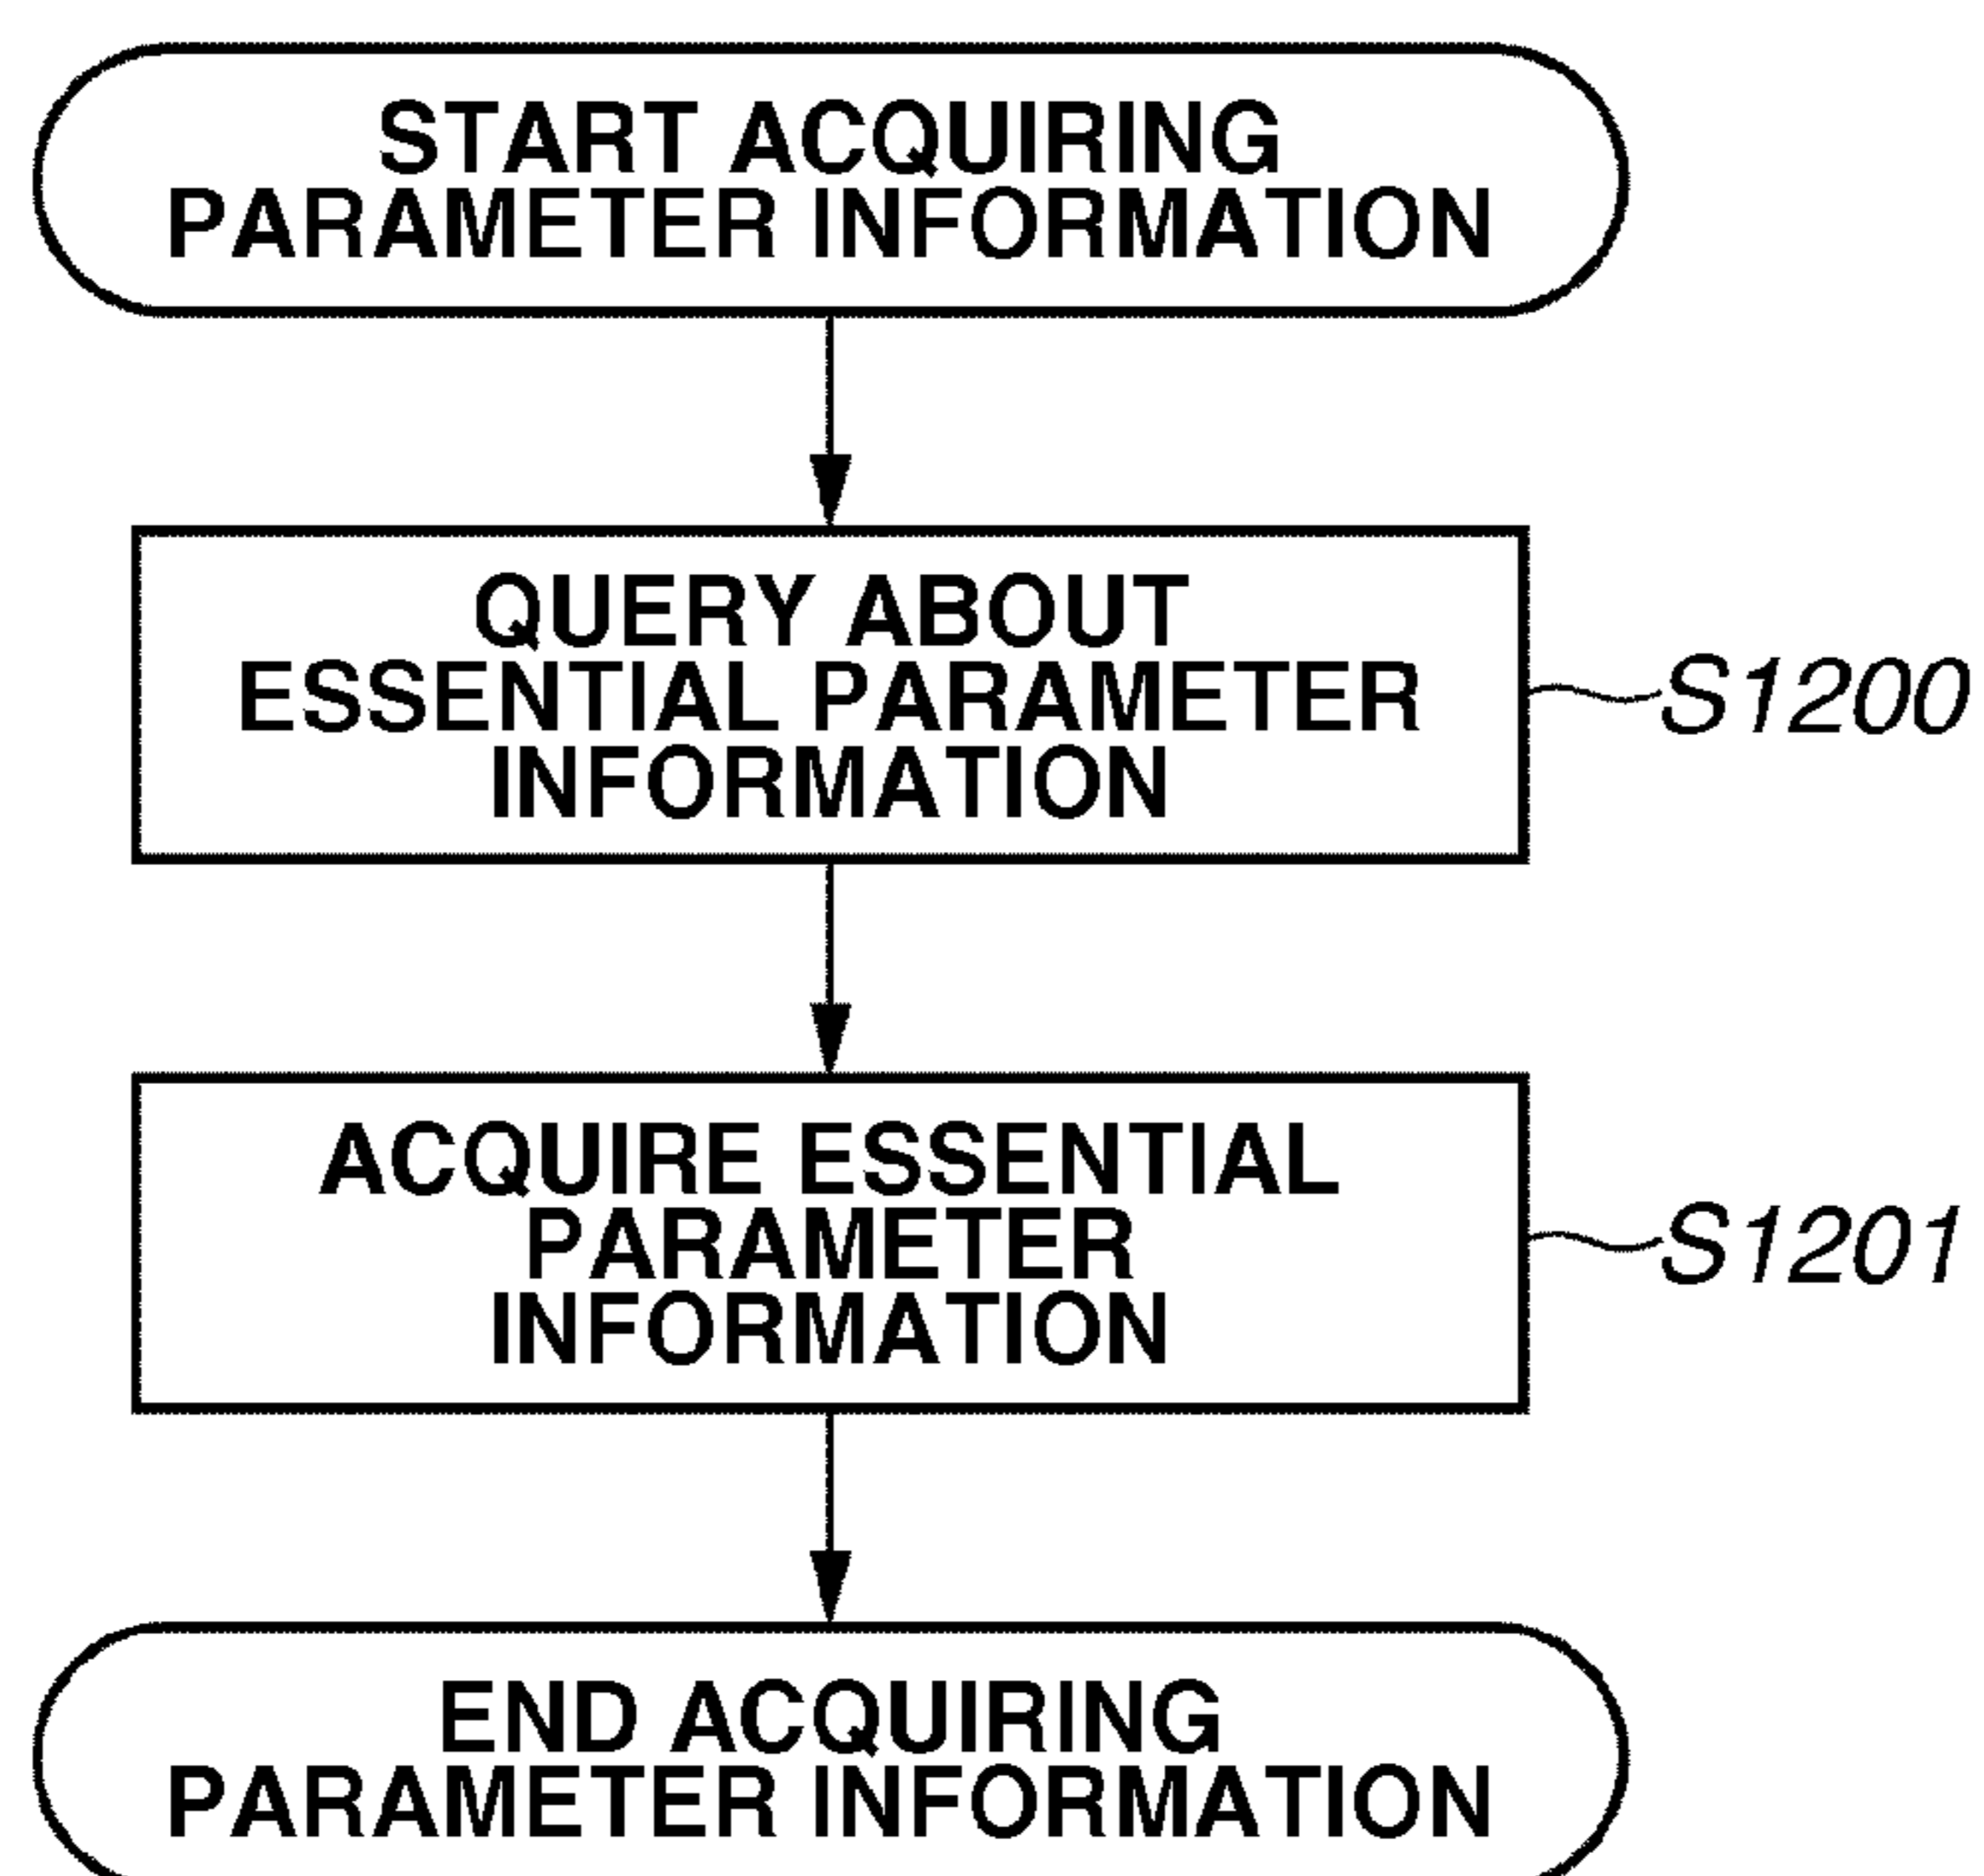 START ACQUIRING
PARAMETER INFORMATION
QUERY ABOUT
ESSENTIAL PARAMETER
INFORMATION
S1200
ACQUIRE ESSENTIAL
PARAMETER
INFORMATION
S1201
END ACQUIRING
PARAMETER INFORMATION